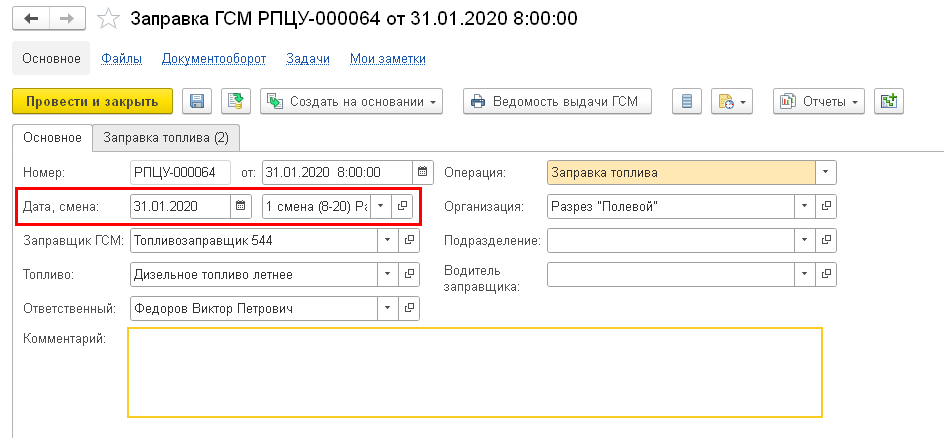 Заправка ГСМ РПЦУ-000064 от 31.01.2020 8:00:00
Основное Файлы Документооборот Задачи Мои заметки
Провести и закрыть Создать на основании Ведомость выдачи ГСМ Отчеты
Основное Заправка топлива (2)
Номер: РПЦУ-000064 от: 31.01.2020 8:00:00 Операция: Заправка топлива
Дата, смена: 31.01.2020 1 смена (8-20) Ра Организация: Разрез "Полевой"
Заправщик ГСМ: Топливозаправщик 544 Подразделение:
Топливо: Дизельное топливо летнее Водитель
заправщика:
Ответственный: Федоров Виктор Петрович
Комментарий: